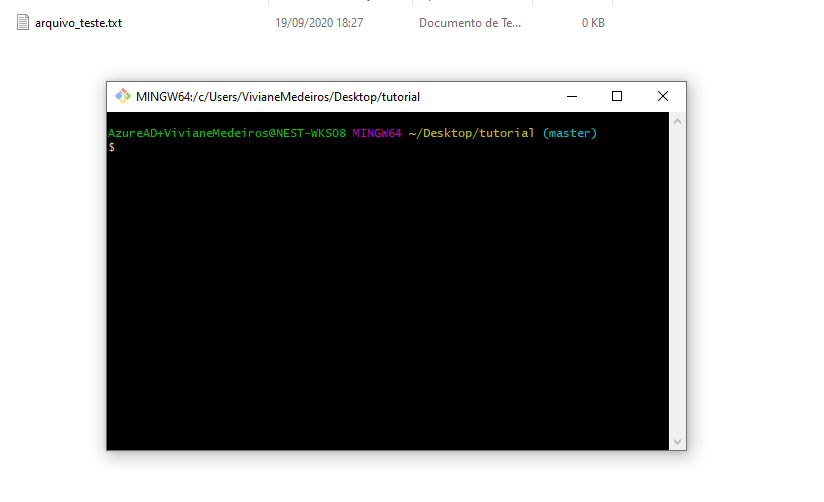 arquivo_teste.txt 19/09/2020 18:27 Documento de Te... 0 KB
MINGW64:/c/Users/VivianeMedeiros/Desktop/tutorial
AzureAD+VivianeMedeiros@NEST-WKS08 MINGW64 ~/Desktop/tutorial (master)
$